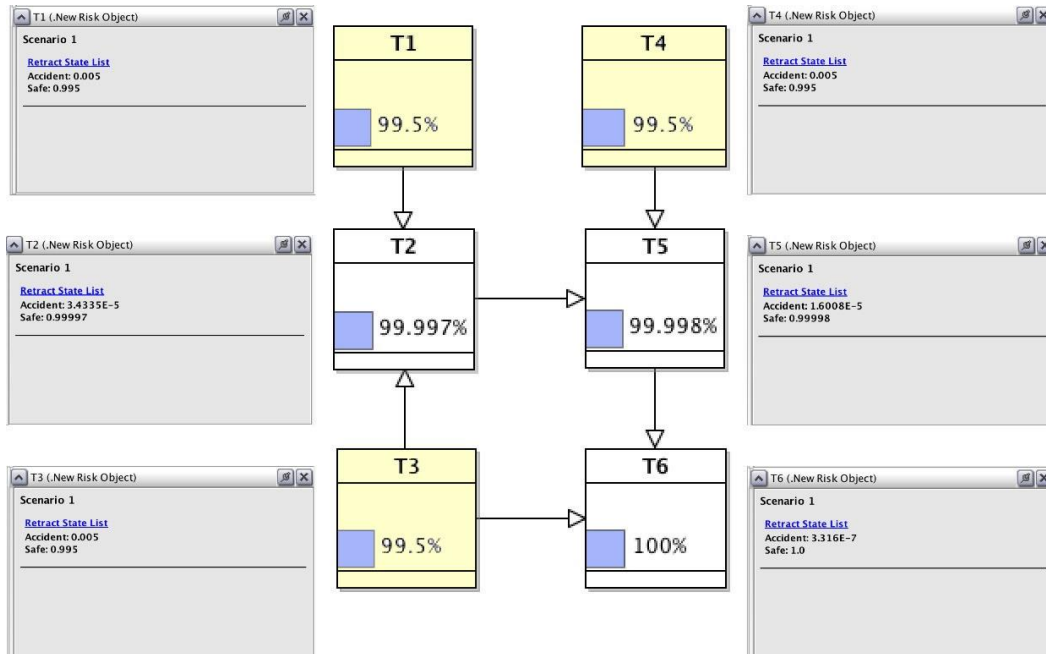 T1 (.New Risk Object)
Scenario 1
Retract State List
Accident: 0.005
Safe: 0.995
T1
99.5%
T4
99.5%
T4 (.New Risk Object)
Scenario 1
Retract State List
Accident: 0.005
Safe: 0.995
T2 (.New Risk Object)
Scenario 1
Retract State List
Accident: 3.4335E-5
Safe: 0.99997
T2
99.997%
T5
99.998%
T5 (.New Risk Object)
Scenario 1
Retract State List
Accident: 1.6008E-5
Safe: 0.99998
T3 (.New Risk Object)
Scenario 1
Retract State List
Accident: 0.005
Safe: 0.995
T3
99.5%
T6
100%
T6 (.New Risk Object)
Scenario 1
Retract State List
Accident: 3.316E-7
Safe: 1.0